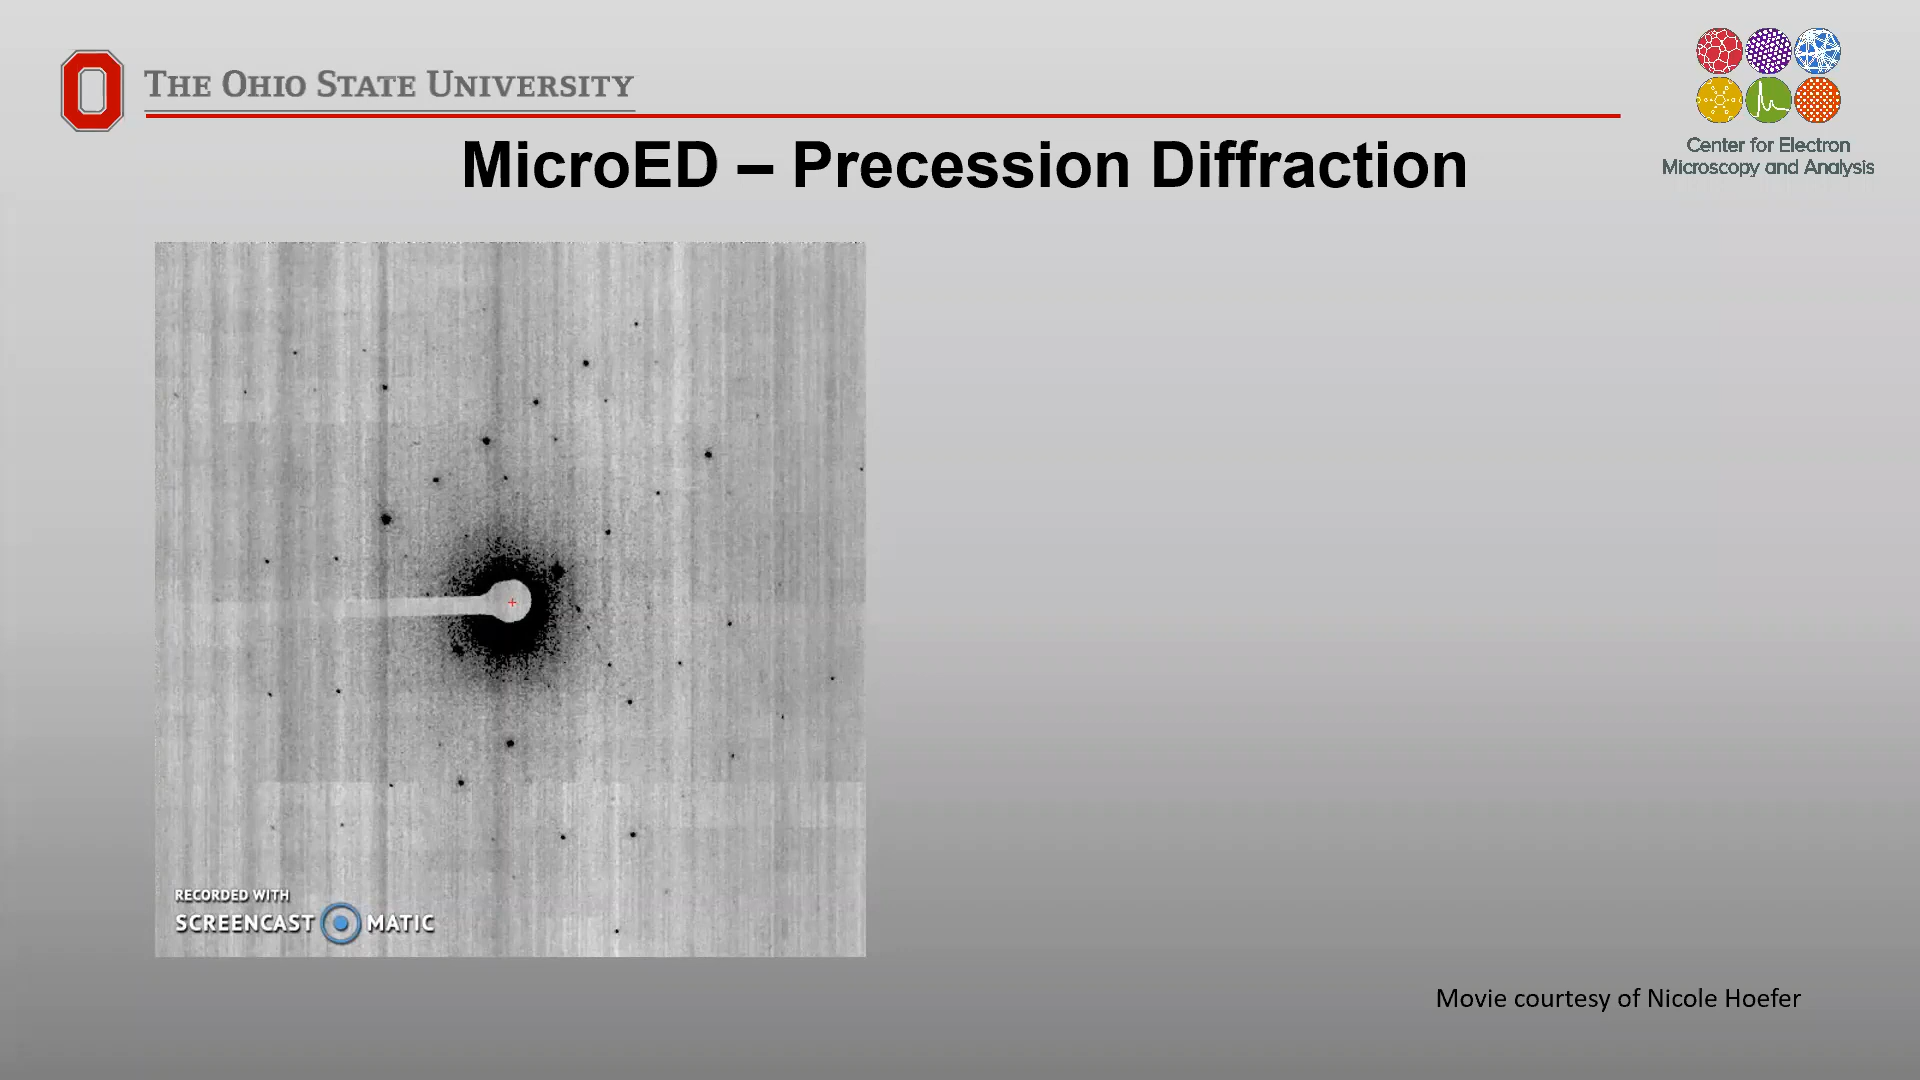 THE OHIO STATE UNIVERSITY
Center for Electron
Microscopy and Analysis
MicroED – Precession Diffraction
RECORDED WITH
SCREENCAST MATIC
Movie courtesy of Nicole Hoefer